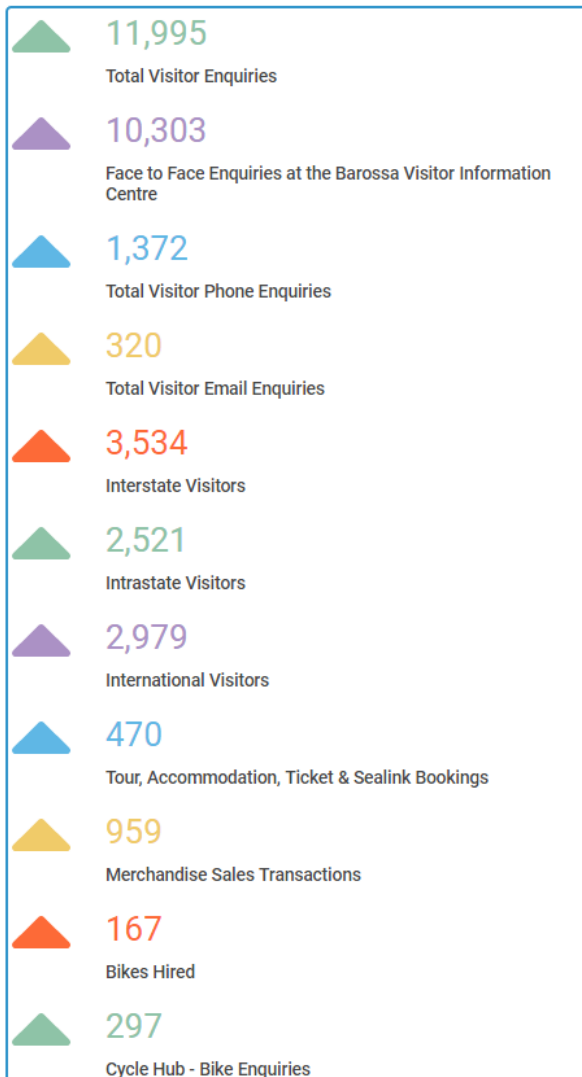 11,995
Total Visitor Enquiries
10,303
Face to Face Enquiries at the Barossa Visitor Information
Centre
1,372
Total Visitor Phone Enquiries
320
Total Visitor Email Enquiries
3,534
Interstate Visitors
2,521
Intrastate Visitors
2,979
International Visitors
470
Tour, Accommodation, Ticket & Sealink Bookings
959
Merchandise Sales Transactions
167
Bikes Hired
297
Cycle Hub - Bike Enquiries